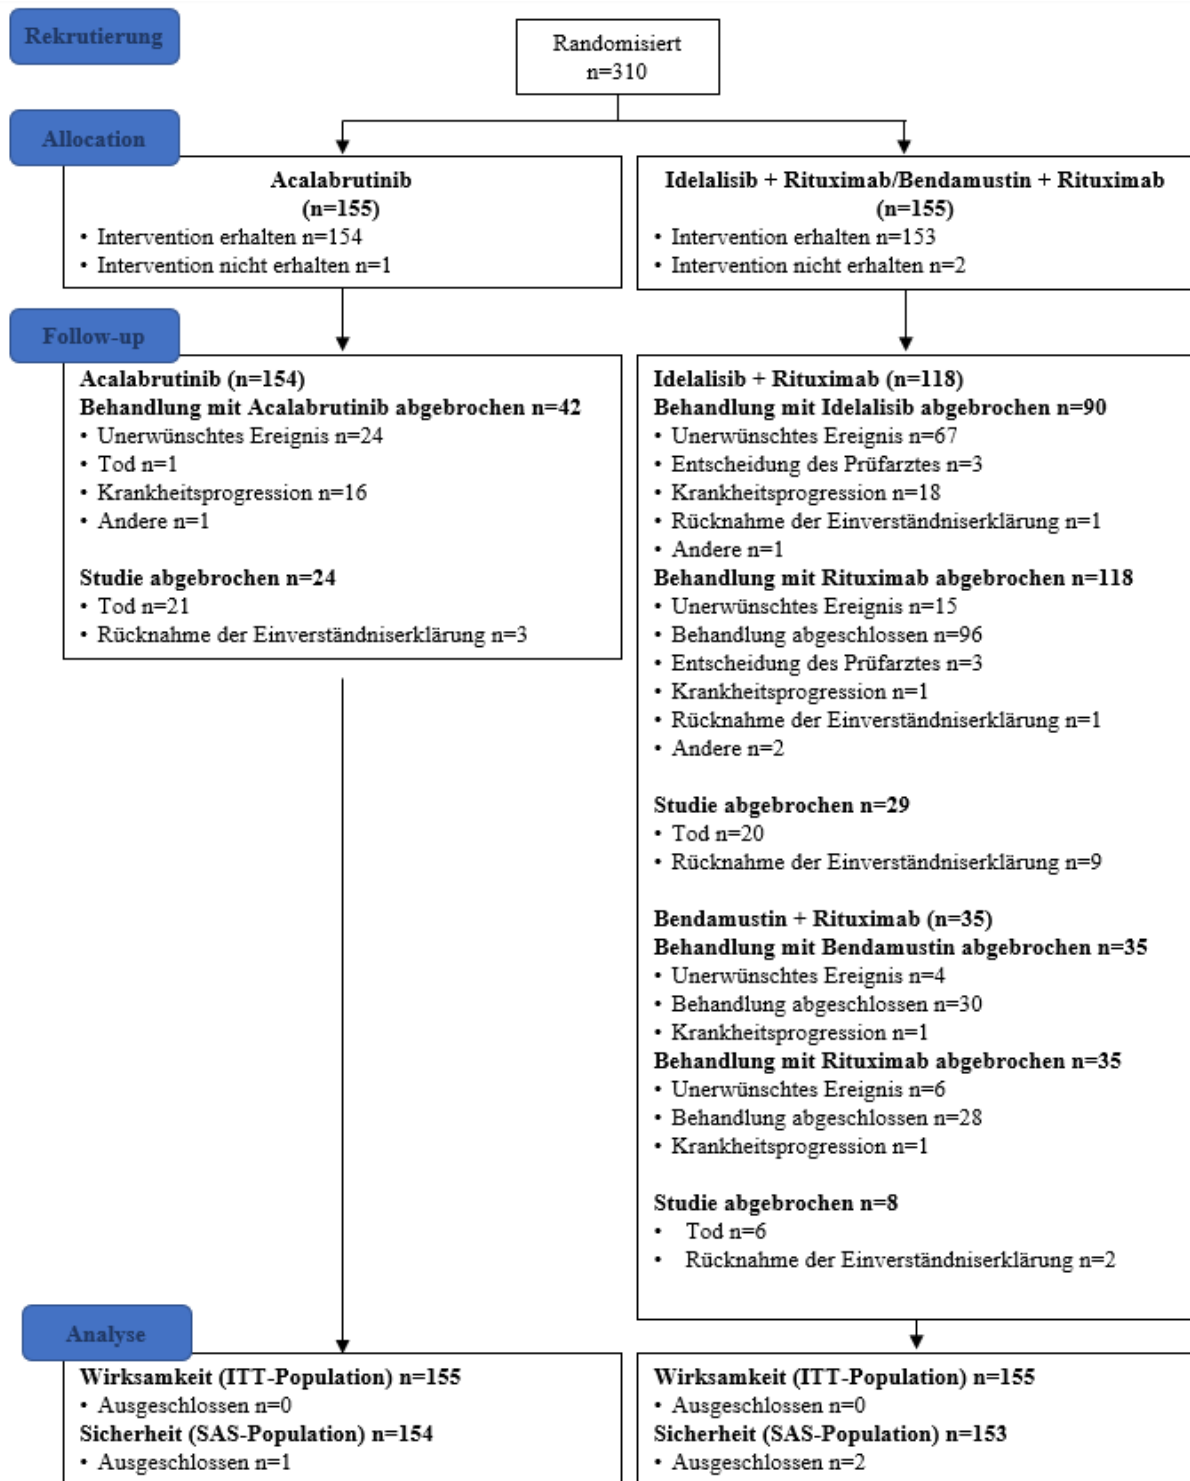 Rekrutierung
Randomisiert
n=310
Allocation
Acalabrutinib
(n=155)
• Intervention erhalten n=154
• Intervention nicht erhalten n=1
Idelalisib + Rituximab/Bendamustin + Rituximab
(n=155)
• Intervention erhalten n=153
• Intervention nicht erhalten n=2
Follow-up
Acalabrutinib (n=154)
Behandlung mit Acalabrutinib abgebrochen n=42
• Unerwünschtes Ereignis n=24
• Tod n=1
• Krankheitsprogression n=16
• Andere n=1
Studie abgebrochen n=24
• Tod n=21
• Rücknahme der Einverständniserklärung n=3
Idelalisib + Rituximab (n=118)
Behandlung mit Idelalisib abgebrochen n=90
• Unerwünschtes Ereignis n=67
• Entscheidung des Prüfarztes n=3
• Krankheitsprogression n=18
• Rücknahme der Einverständniserklärung n=1
• Andere n=1
Behandlung mit Rituximab abgebrochen n=118
• Unerwünschtes Ereignis n=15
• Behandlung abgeschlossen n=96
• Entscheidung des Prüfarztes n=3
• Krankheitsprogression n=1
• Rücknahme der Einverständniserklärung n=1
• Andere n=2
Studie abgebrochen n=29
• Tod n=20
• Rücknahme der Einverständniserklärung n=9
Bendamustin + Rituximab (n=35)
Behandlung mit Bendamustin abgebrochen n=35
• Unerwünschtes Ereignis n=4
• Behandlung abgeschlossen n=30
• Krankheitsprogression n=1
Behandlung mit Rituximab abgebrochen n=35
• Unerwünschtes Ereignis n=6
• Behandlung abgeschlossen n=28
• Krankheitsprogression n=1
Studie abgebrochen n=8
• Tod n=6
• Rücknahme der Einverständniserklärung n=2
Analyse
Wirksamkeit (ITT-Population) n=155
• Ausgeschlossen n=0
Sicherheit (SAS-Population) n=154
• Ausgeschlossen n=1
Wirksamkeit (ITT-Population) n=155
• Ausgeschlossen n=0
Sicherheit (SAS-Population) n=153
• Ausgeschlossen n=2